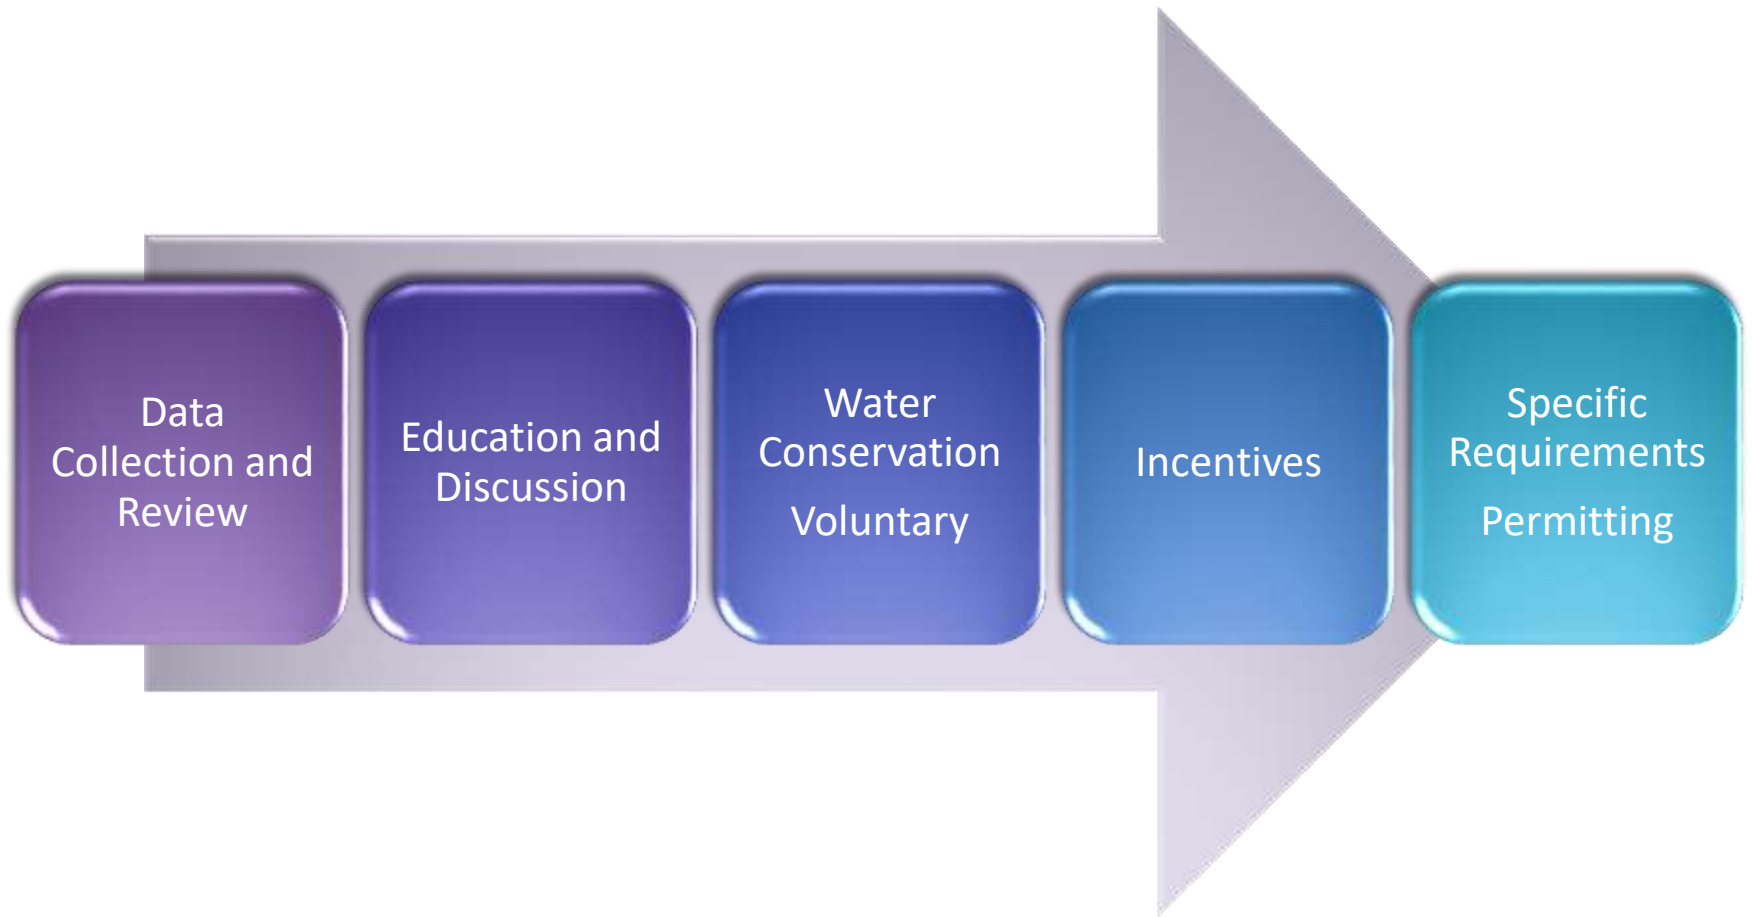 Data
Collection and
Review
Education and
Discussion
Water
Conservation
Voluntary
Incentives
Specific
Requirements
Permitting